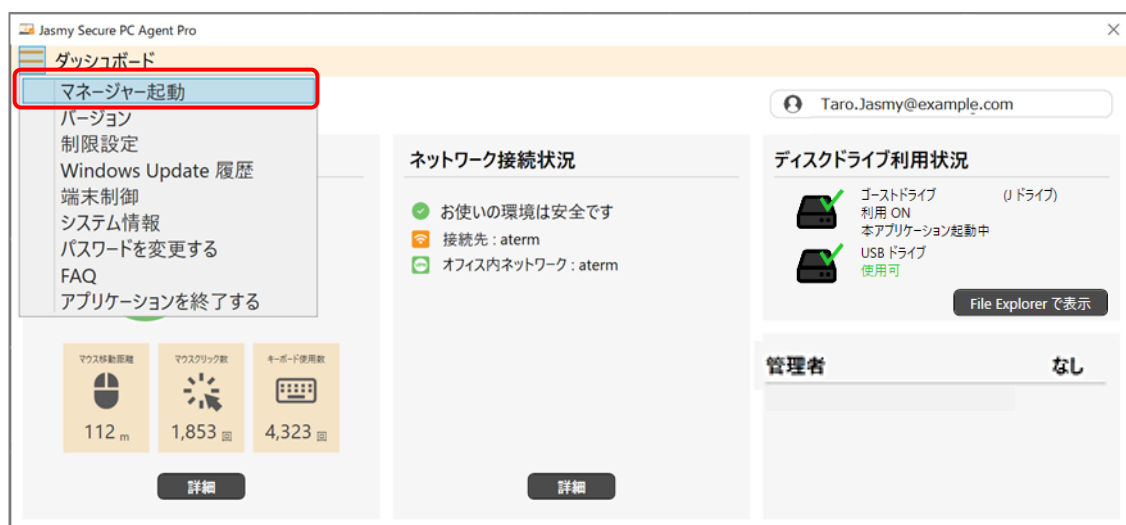 Jasmy Secure PC Agent Pro
ダッシュボード
マネージャー起動
バージョン
制限設定
Windows Update 履歴
端末制御
システム情報
パスワードを変更する
FAQ
アプリケーションを終了する
Taro.Jasmy@example.com
マウス移動距離
112 m
マウスクリック数
1,853 回
キーボード使用数
4,323 回
詳細
ネットワーク接続状況
お使いの環境は安全です
接続先 : aterm
VPN
オフィス内ネットワーク : aterm
詳細
ディスクドライブ利用状況
ゴーストドライブ (J ドライブ)
利用 ON
本アプリケーション起動中
USB ドライブ
使用可
File Explorer で表示
管理者 なし